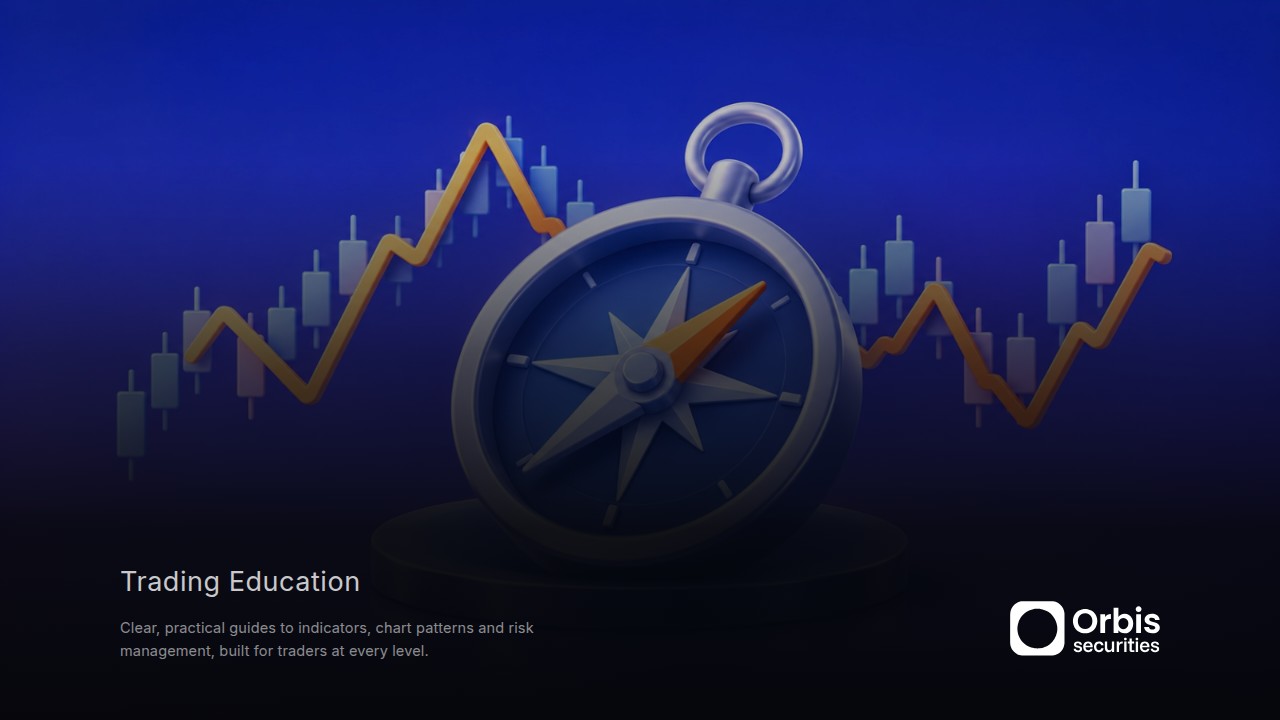 Trading Education
Clear, practical guides to indicators, chart patterns and risk
management, built for traders at every level.
Orbis
securities